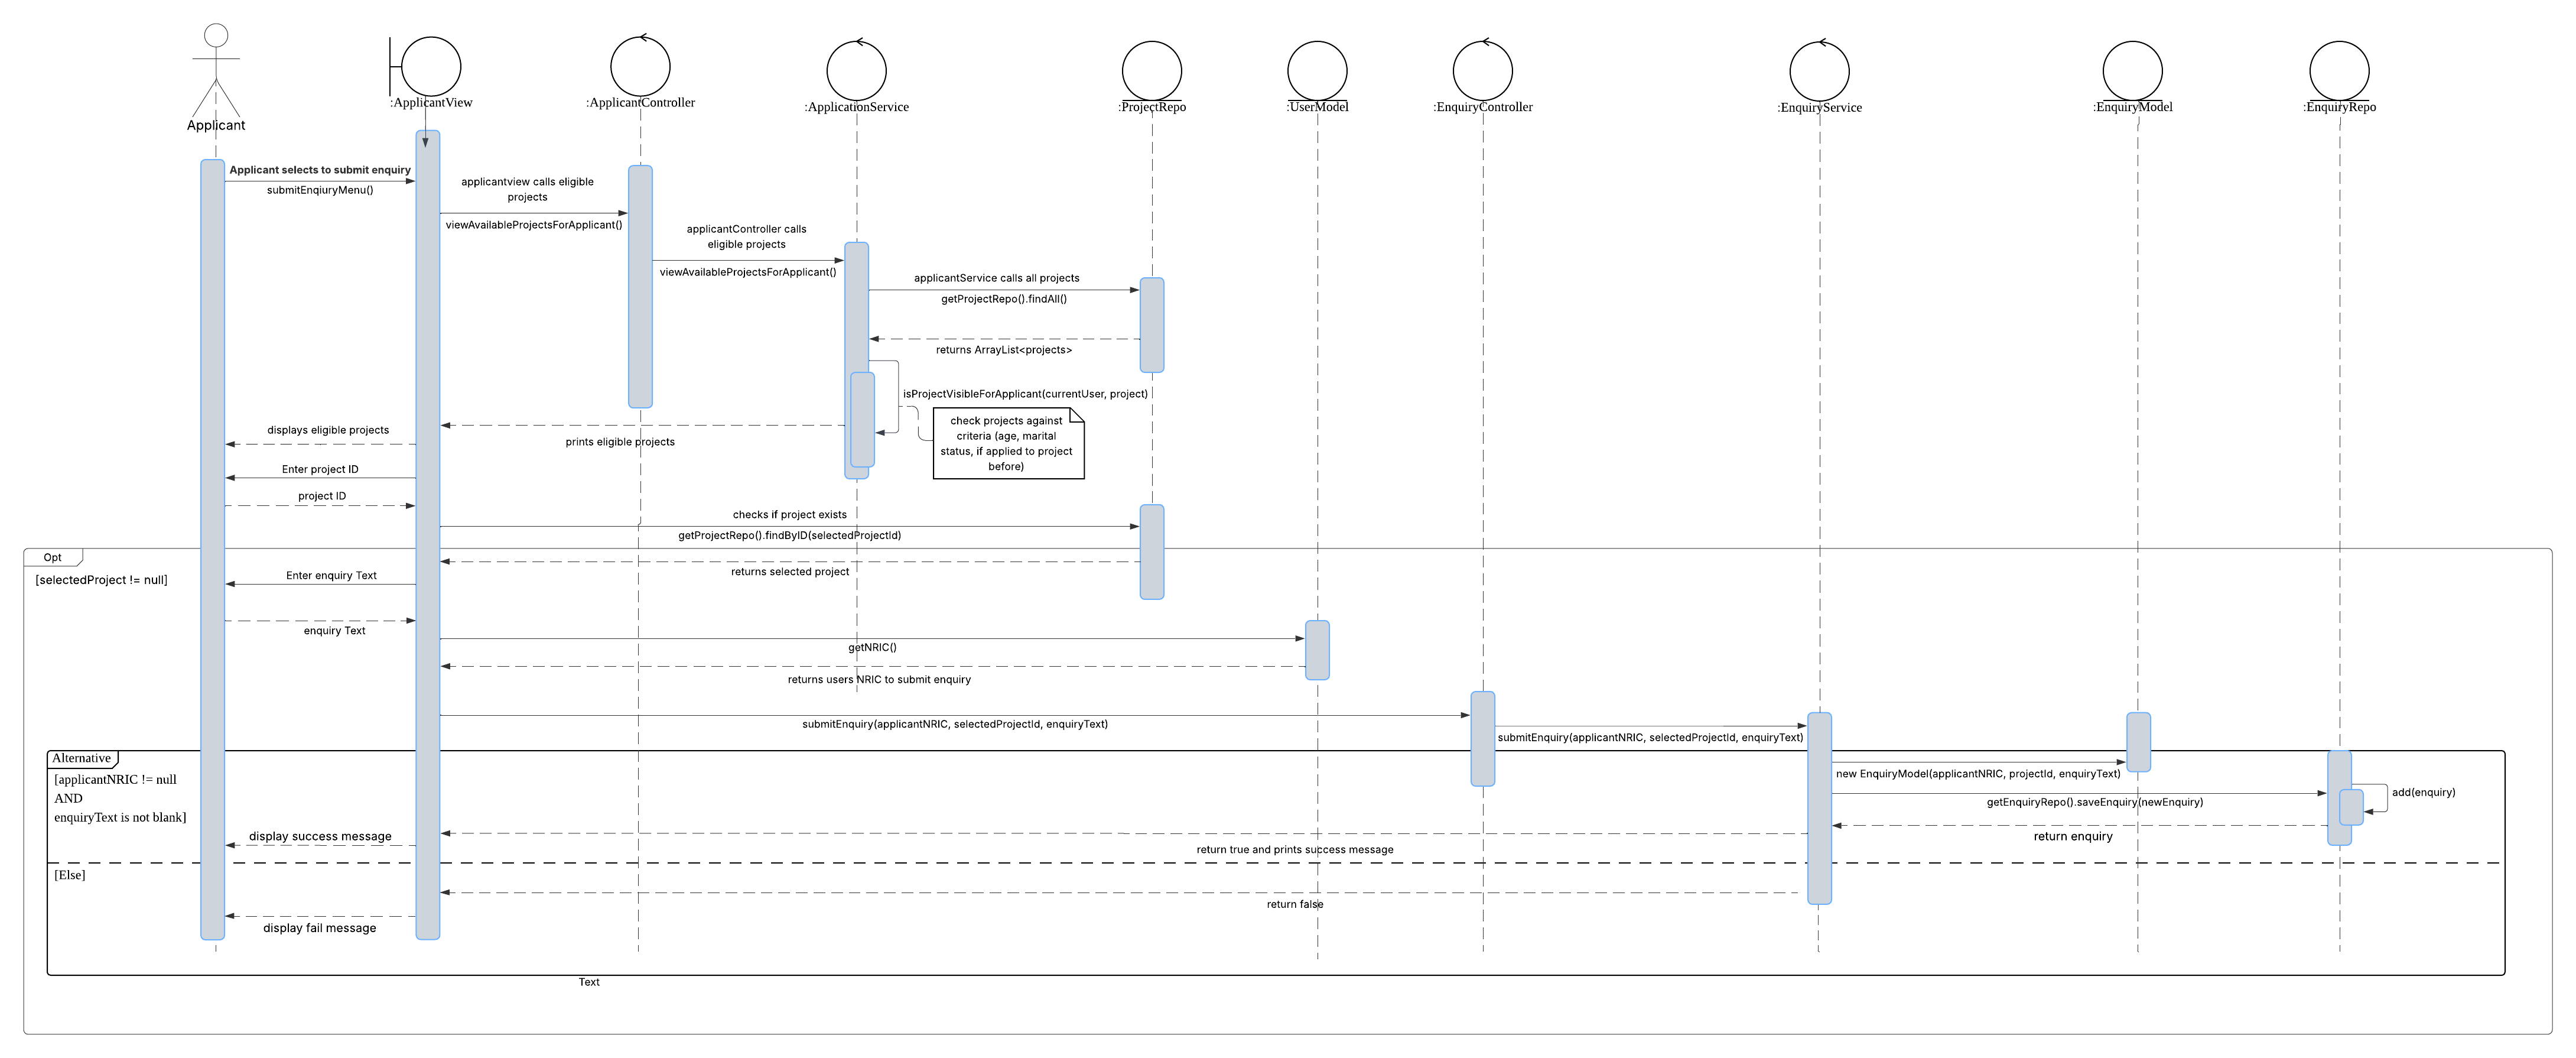 :ApplicantView
:ApplicantController
:ApplicationService
:ProjectRepo
:UserModel
:EnquiryController
:EnquiryService
:EnquiryModel
:EnquiryRepo
Applicant
Applicant selects to submit enquiry
submitEnqiuryMenu()
applicantview calls eligible
projects
viewAvailableProjectsForApplicant()
applicantController calls
eligible projects
viewAvailableProjectsForApplicant()
applicantService calls all projects
getProjectRepo().findAll()
returns ArrayList<projects>
isProjectVisibleForApplicant(currentUser, project)
check projects against
criteria (age, marital
status, if applied to project
before)
prints eligible projects
displays eligible projects
Enter project ID
project ID
checks if project exists
getProjectRepo().findByID(selectedProjectId)
Opt
[selectedProject != null]
returns selected project
Enter enquiry Text
enquiry Text
getNRIC()
returns users NRIC to submit enquiry
submitEnquiry(applicantNRIC, selectedProjectId, enquiryText)
submitEnquiry(applicantNRIC, selectedProjectId, enquiryText)
Alternative
[applicantNRIC != null
AND
enquiryText is not blank]
new EnquiryModel(applicantNRIC, projectId, enquiryText)
getEnquiryRepo().saveEnquiry(newEnquiry)
add(enquiry)
return enquiry
return true and prints success message
display success message
[Else]
return false
display fail message
Text